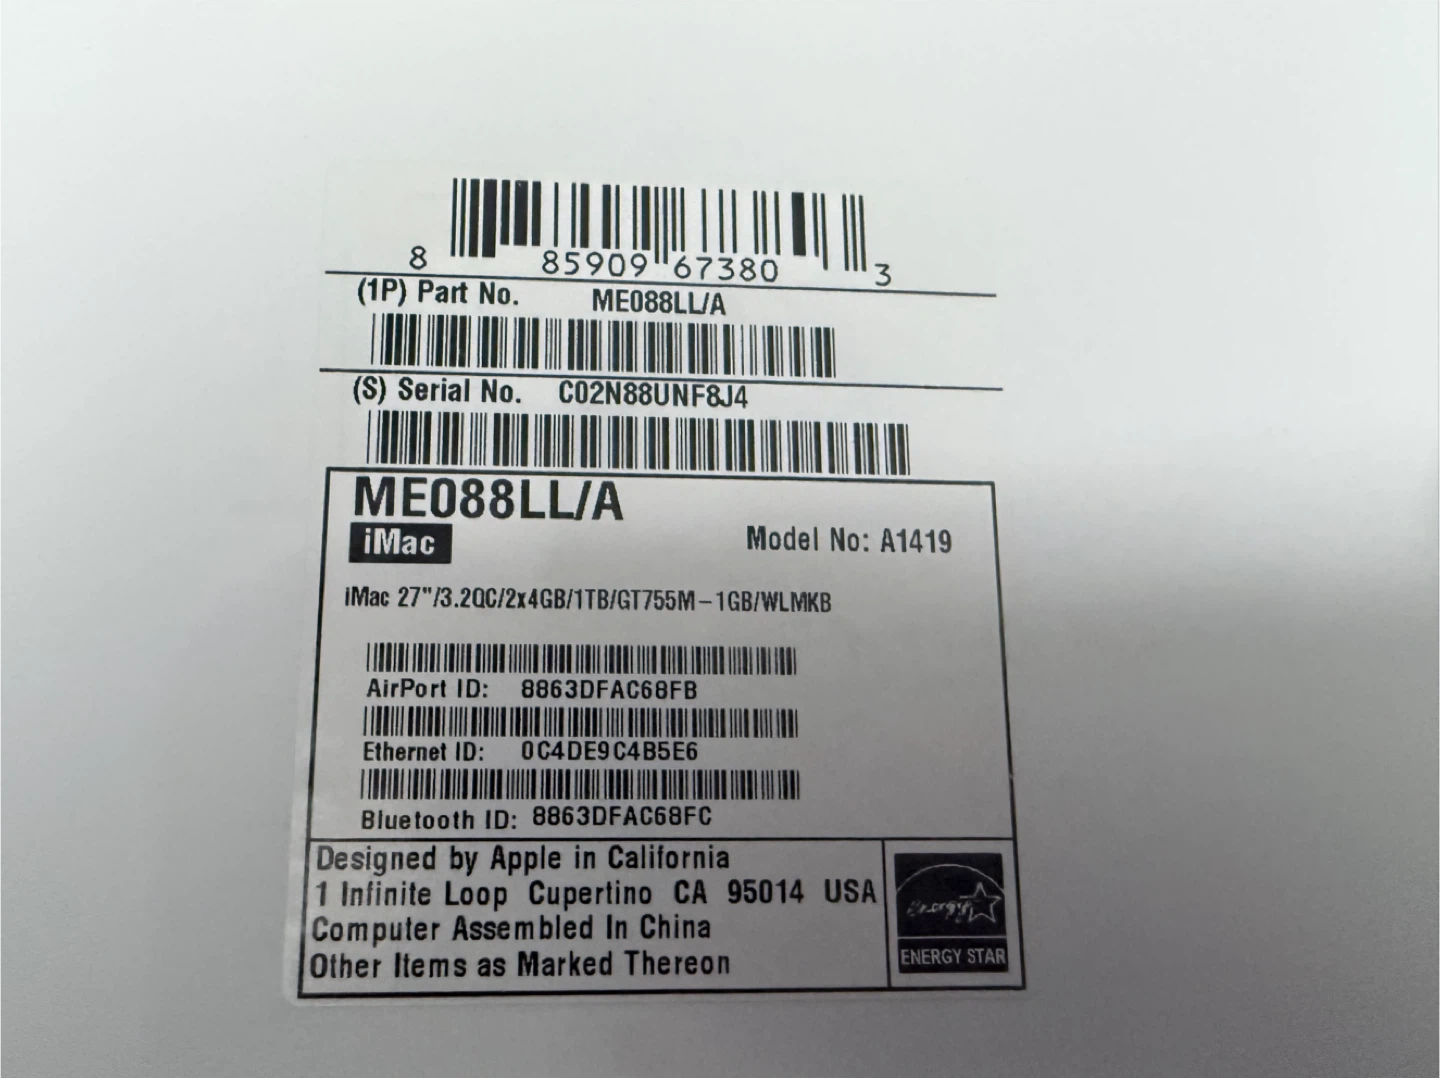 8 85909 67380 3
(1P) Part No. ME088LL/A
(S) Serial No. C02N88UNF8J4
ME088LL/A
iMac
Model No: A1419
iMac 27"/3.2QC/2x4GB/1TB/GT755M-1GB/WLMKB
AirPort ID: 8863DFAC68FB
Ethernet ID: 0C4DE9C4B5E6
Bluetooth ID: 8863DFAC68FC
Designed by Apple in California
1 Infinite Loop Cupertino CA 95014 USA
Computer Assembled In China
Other Items as Marked Thereon
energy
ENERGY STAR